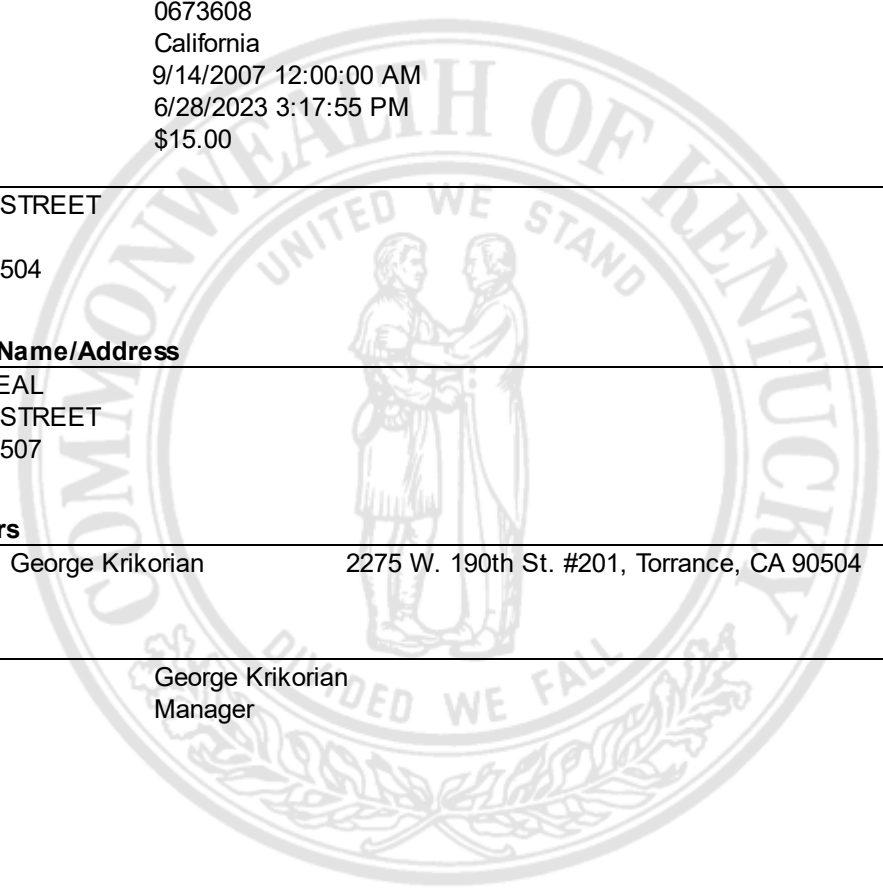 0673608
California
9/14/2007 12:00:00 AM
6/28/2023 3:17:55 PM
$15.00
STREET
504
Name/Address
EAL
STREET
507
rs
George Krikorian 2275 W. 190th St. #201, Torrance, CA 90504
George Krikorian
Manager
COMMONWEALTH OF KENTUCKY
UNITED WE STAND
DIVIDED WE FALL